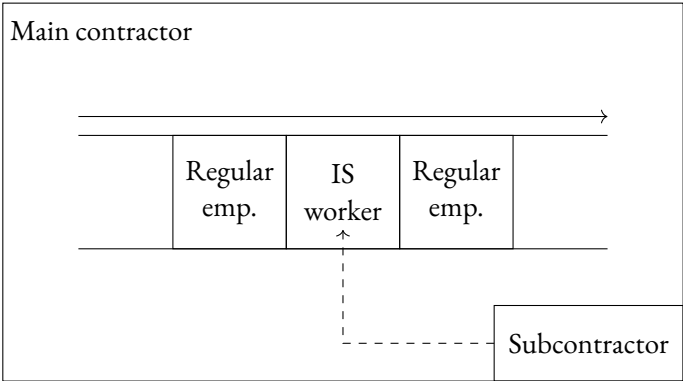 Main contractor
Regular
emp.
IS
worker
Regular
emp.
Subcontractor